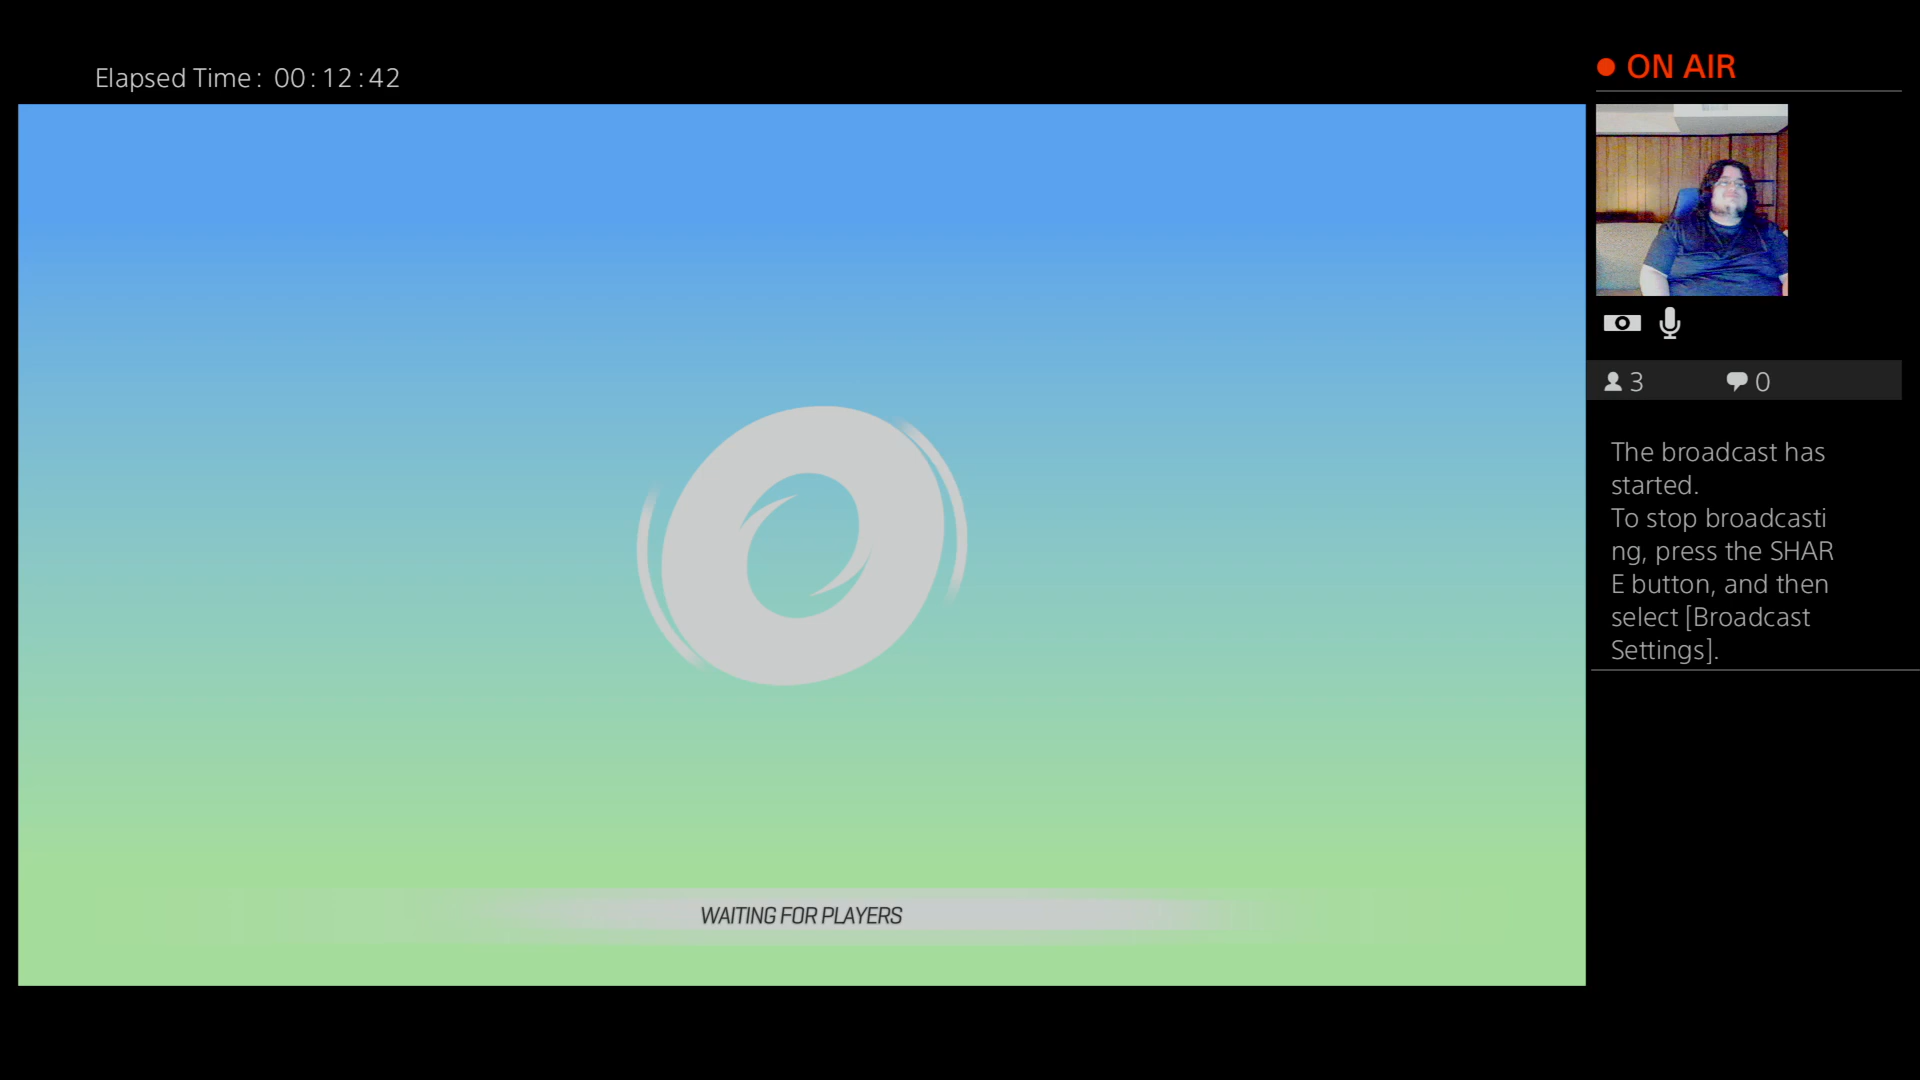 Elapsed Time: 00:12:42
ON AIR
3 0
The broadcast has
started.
To stop broadcasti
ng, press the SHAR
E button, and then
select [Broadcast
Settings].
WAITING FOR PLAYERS